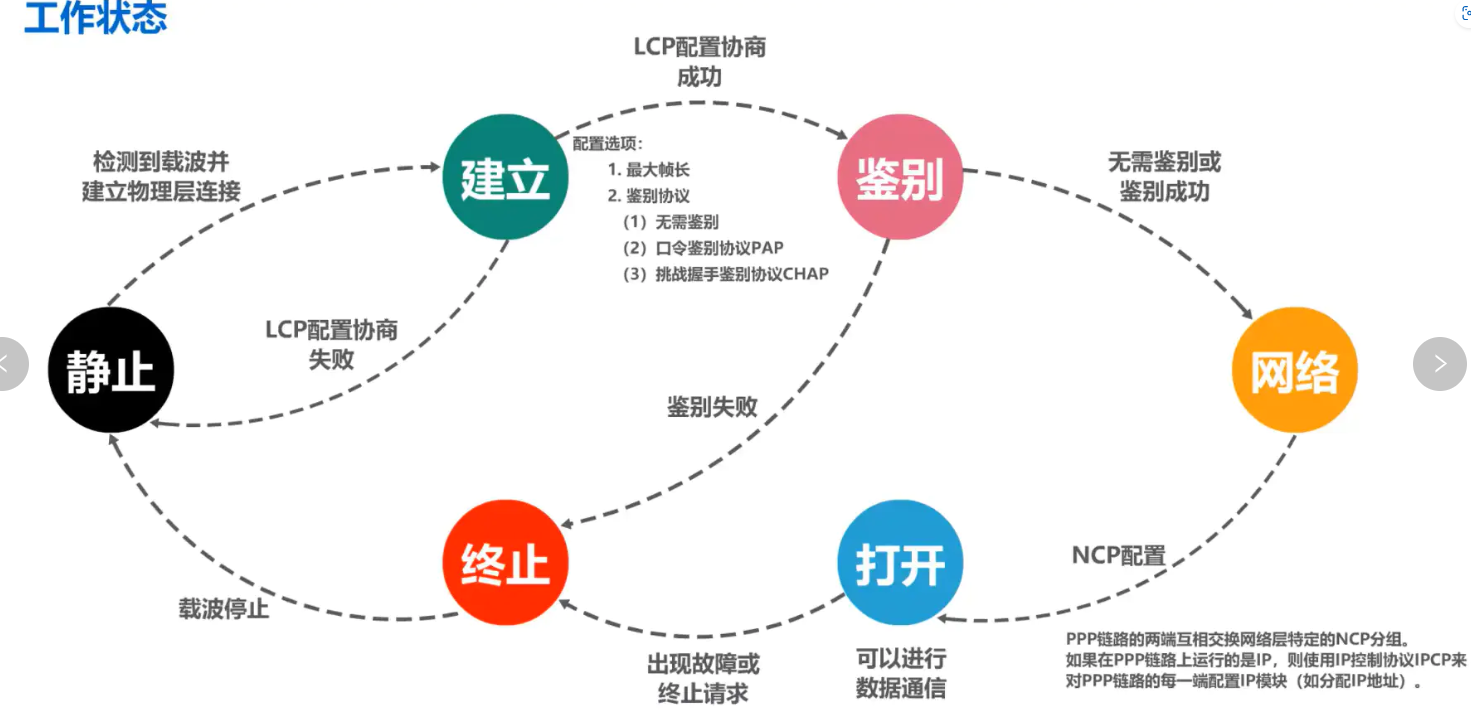 工作状态
LCP配置协商
成功
检测到载波并
建立物理层连接
建立
配置选项：
1. 最大帧长
2. 鉴别协议
（1）无需鉴别
（2）口令鉴别协议PAP
（3）挑战握手鉴别协议CHAP
鉴别
无需鉴别或
鉴别成功
静止
LCP配置协商
失败
鉴别失败
网络
终止
打开
NCP配置
载波停止
出现故障或
终止请求
可以进行
数据通信
PPP链路的两端互相交换网络层特定的NCP分组。
如果在PPP链路上运行的是IP，则使用IP控制协议IPCP来
对PPP链路的每一端配置IP模块（如分配IP地址）。